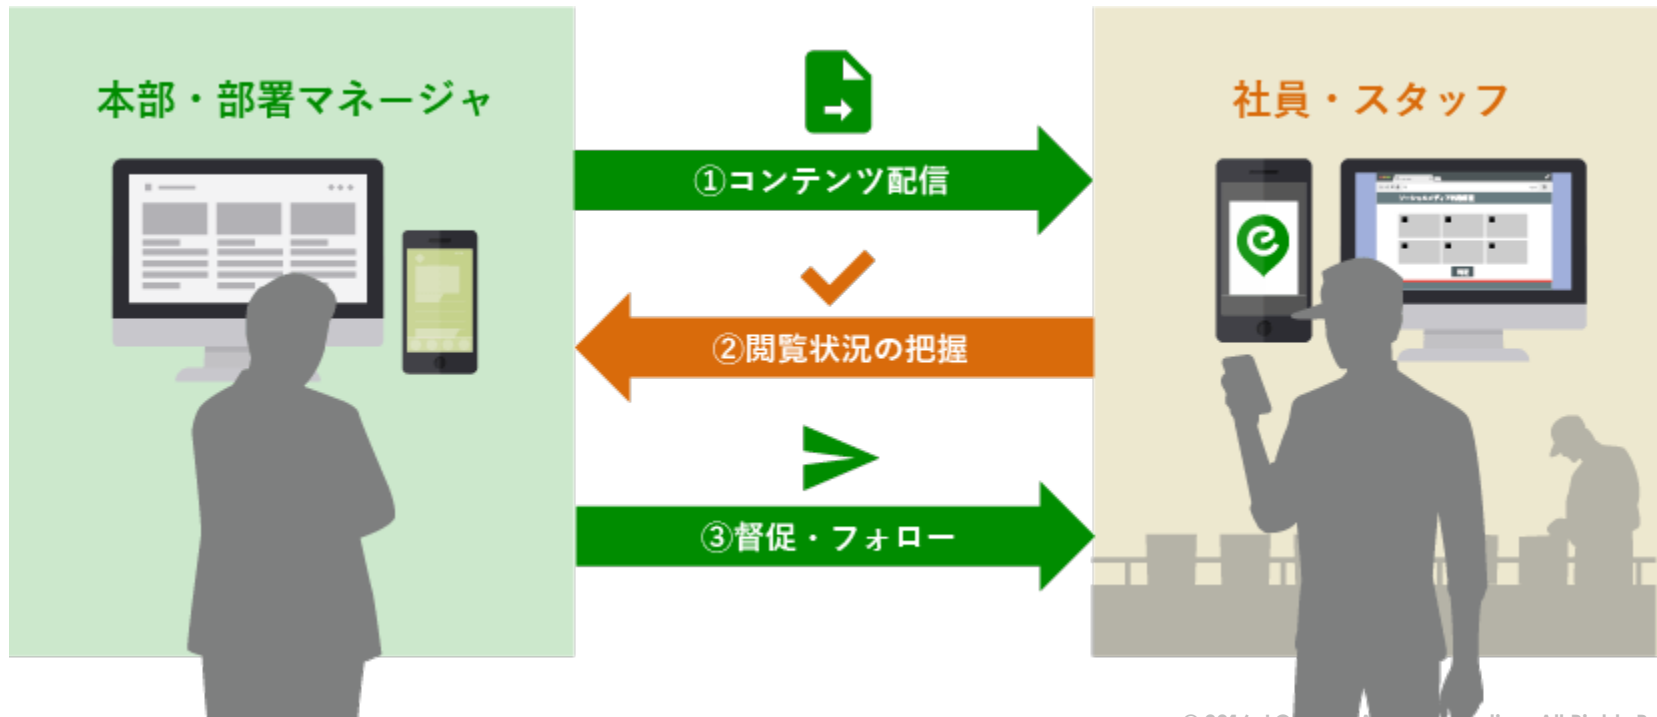 本部・部署マネージャ
社員・スタッフ
①コンテンツ配信
②閲覧状況の把握
③督促・フォロー